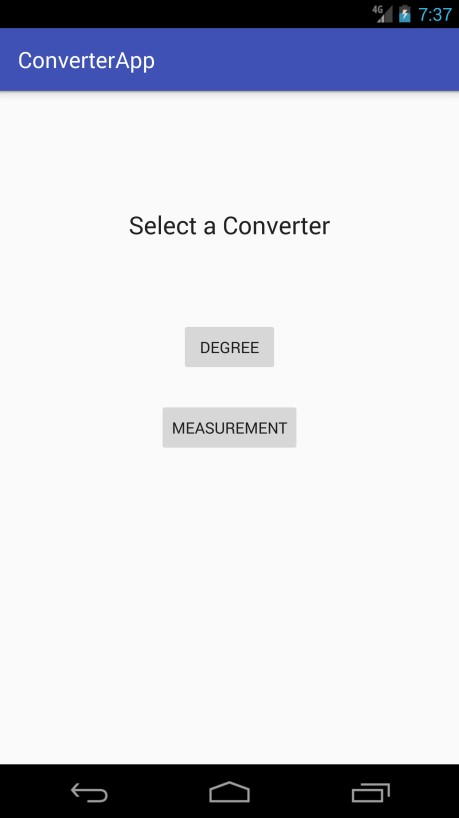 4G 7:37
ConverterApp
Select a Converter
DEGREE
MEASUREMENT